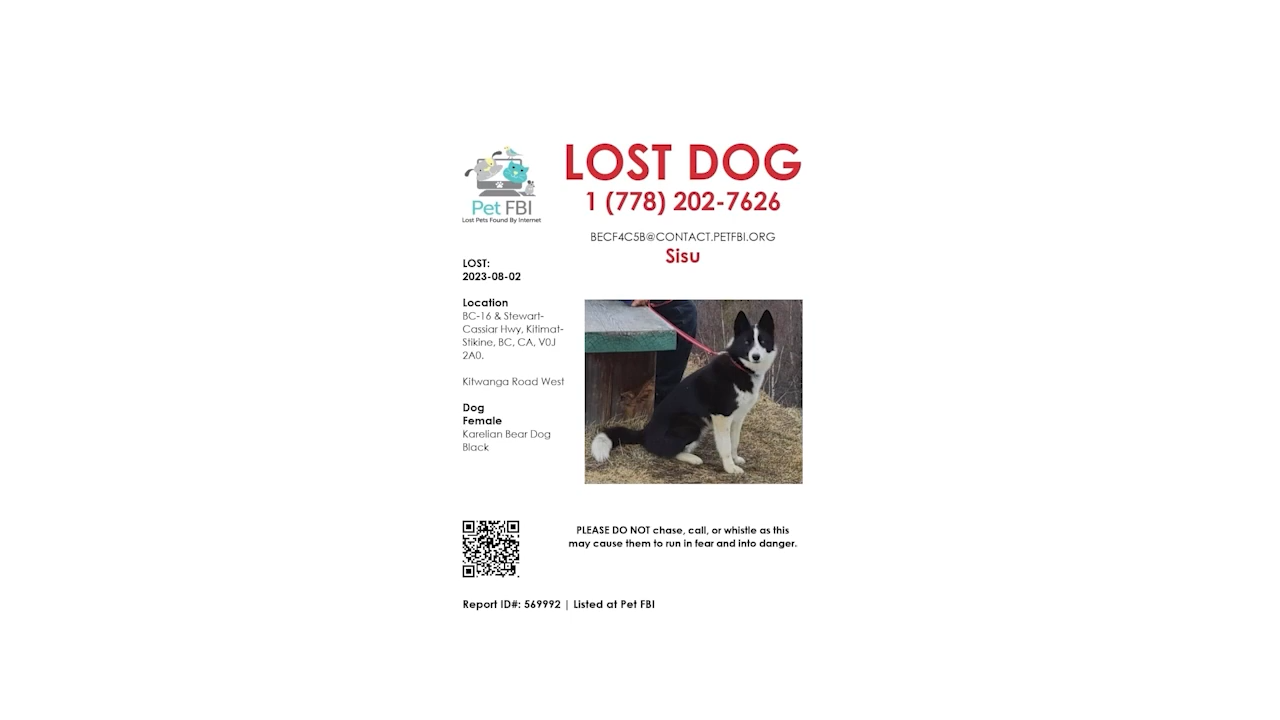 LOST DOG
1 (778) 202-7626
Pet FBI
Lost Pets Found By Internet
BECF4C5B@CONTACT.PETFBI.ORG
Sisu
LOST:
2023-08-02
Location
BC-16 & Stewart-
Cassiar Hwy, Kitimat-
Stikine, BC, CA, V0J
2A0.
Kitwanga Road West
Dog
Female
Karelian Bear Dog
Black
PLEASE DO NOT chase, call, or whistle as this
may cause them to run in fear and into danger.
Report ID#: 569992 | Listed at Pet FBI